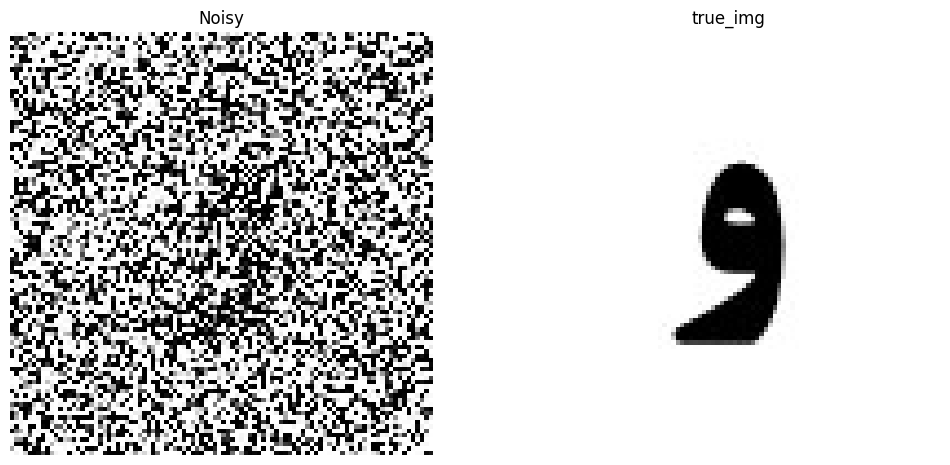 Noisy true_img
و